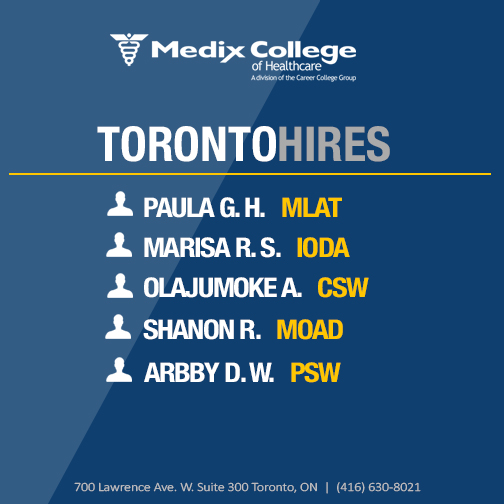 Medix College
of Healthcare
A division of the Career College Group
TORONTOHIRES
PAULA G. H. MLAT
MARISA R. S. IODA
OLAJUMOKE A. CSW
SHANON R. MOAD
ARBBY D. W. PSW
700 Lawrence Ave. W. Suite 300 Toronto, ON | (416) 630-8021